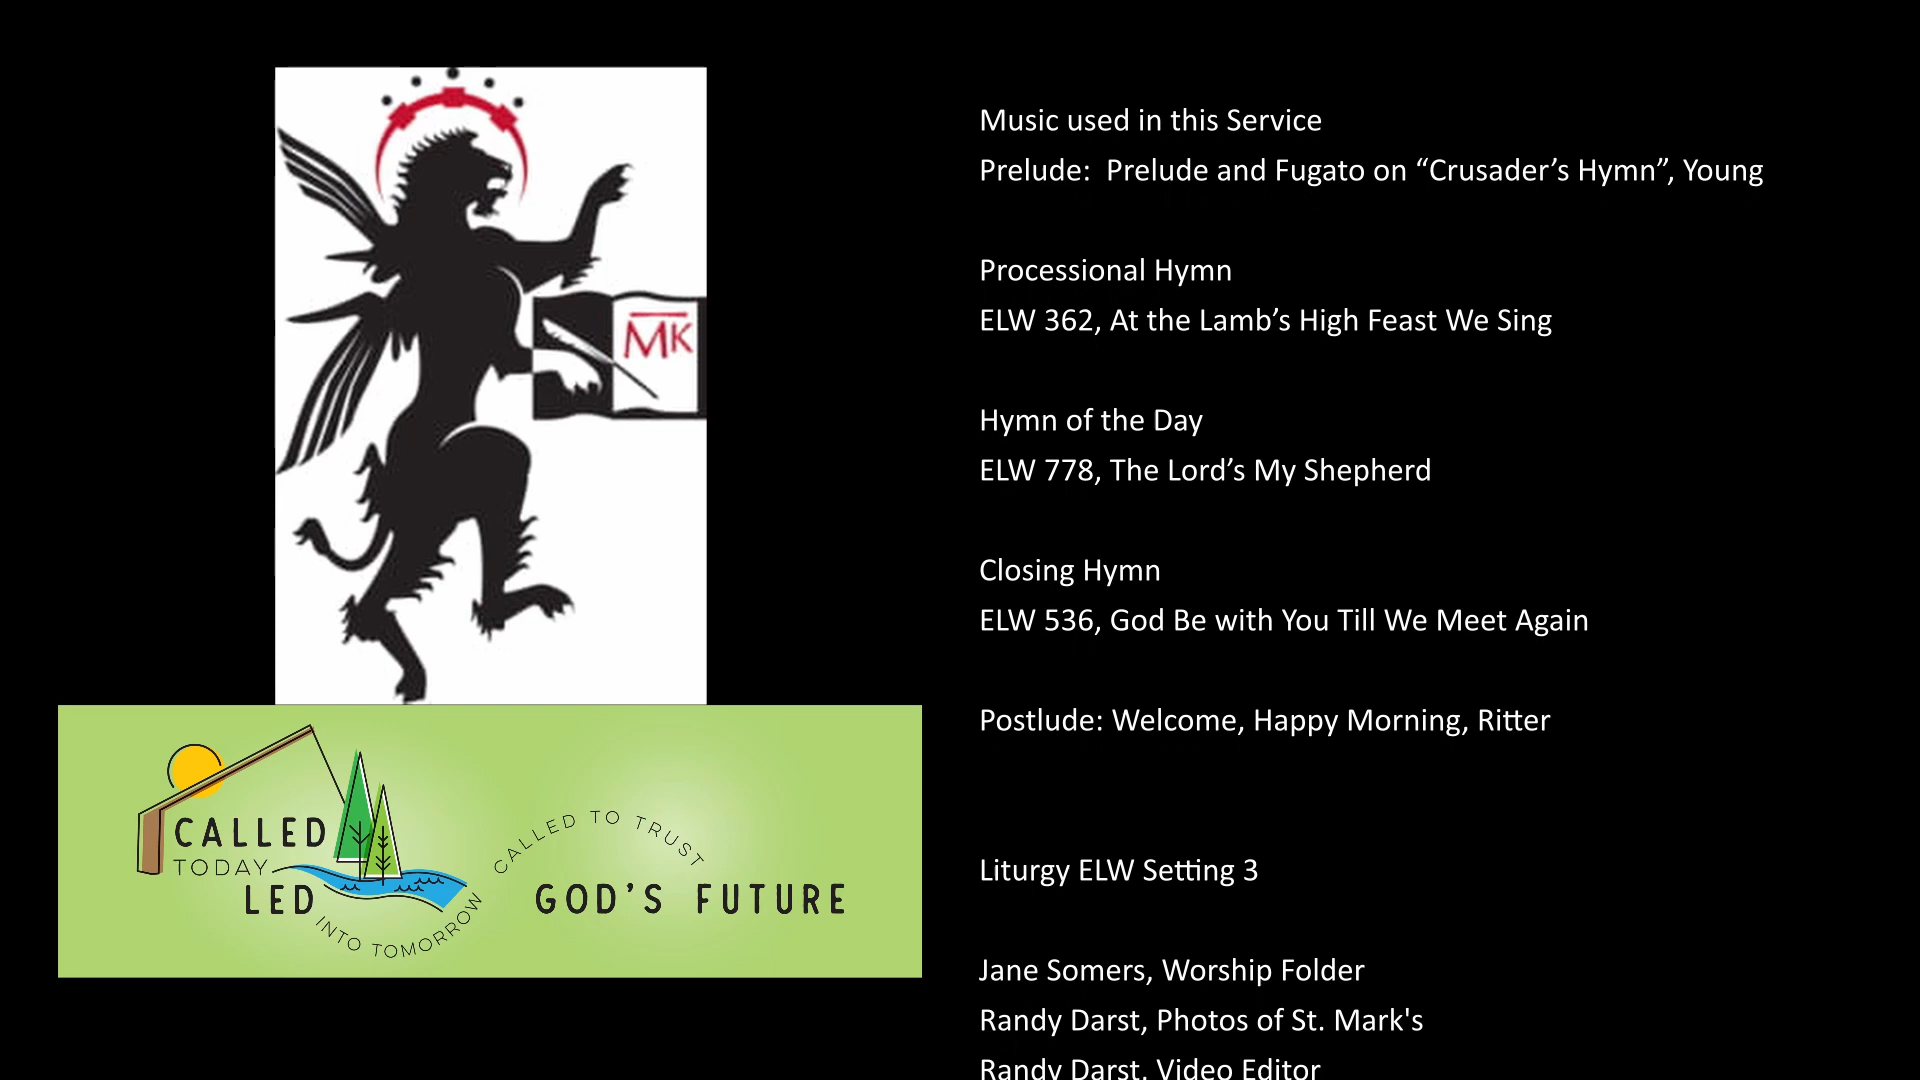 MK
CALLED
TODAY
LED
INTO TOMORROW
CALLED TO TRUST
GOD'S FUTURE
Music used in this Service
Prelude:  Prelude and Fugato on “Crusader’s Hymn”, Young
Processional Hymn
ELW 362, At the Lamb’s High Feast We Sing
Hymn of the Day
ELW 778, The Lord’s My Shepherd
Closing Hymn
ELW 536, God Be with You Till We Meet Again
Postlude: Welcome, Happy Morning, Ritter
Liturgy ELW Setting 3
Jane Somers, Worship Folder
Randy Darst, Photos of St. Mark's
Randy Darst, Video Editor